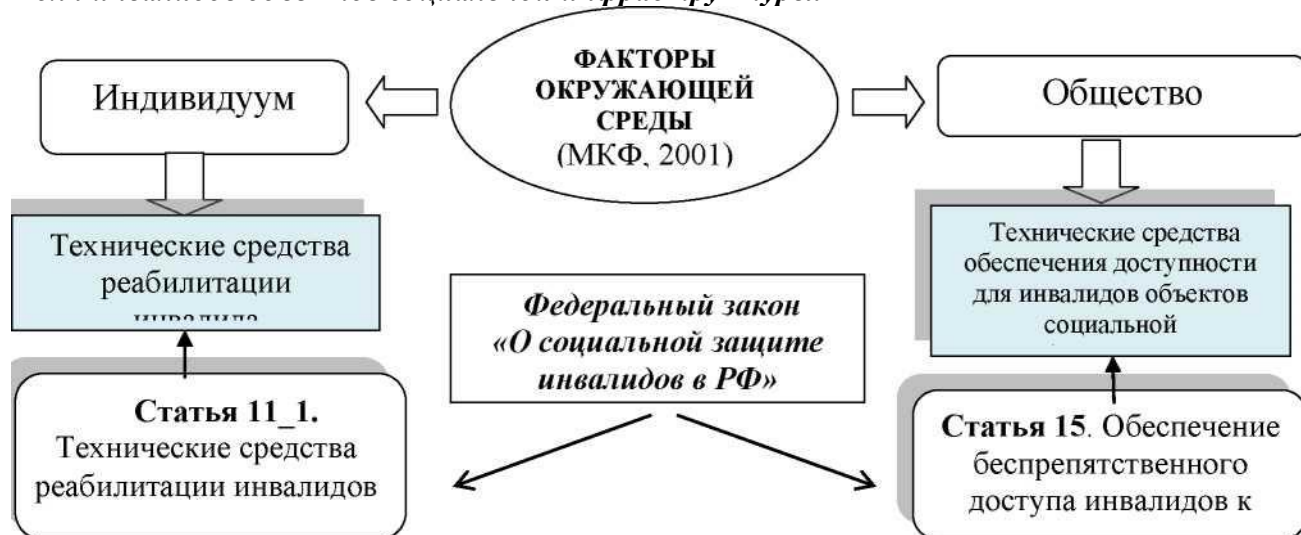 ФАКТОРЫ
ОКРУЖАЮЩЕЙ
СРЕДЫ
(МКФ, 2001)
Индивидуум
Общество
Технические средства
реабилитации
инвалида
Технические средства
обеспечения доступности
для инвалидов объектов
социальной
Федеральный закон
«О социальной защите
инвалидов в РФ»
Статья 11_1.
Технические средства
реабилитации инвалидов
Статья 15. Обеспечение
беспрепятственного
доступа инвалидов к